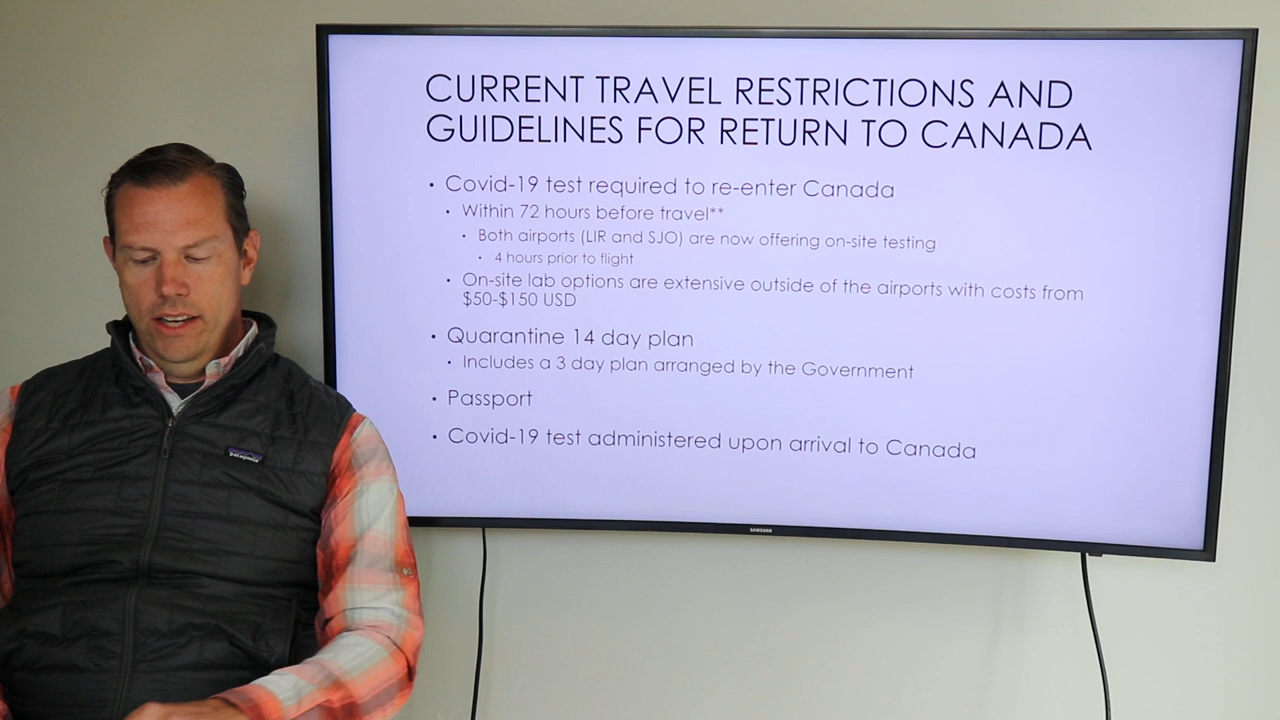 CURRENT TRAVEL RESTRICTIONS AND
GUIDELINES FOR RETURN TO CANADA
• Covid-19 test required to re-enter Canada
• Within 72 hours before travel**
• Both airports (LIR and SJO) are now offering on-site testing
• 4 hours prior to flight
• On-site lab options are extensive outside of the airports with costs from
$50-$150 USD
• Quarantine 14 day plan
• Includes a 3 day plan arranged by the Government
• Passport
• Covid-19 test administered upon arrival to Canada
patagonia
SAMSUNG